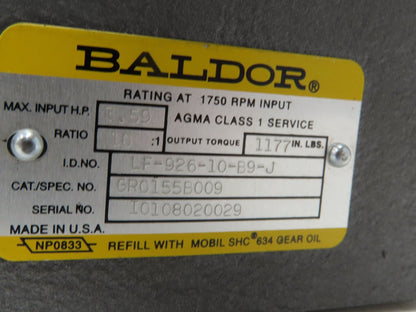 BALDOR®
RATING AT 1750 RPM INPUT
MAX. INPUT H.P. AGMA CLASS 1 SERVICE
RATIO 10 :1 OUTPUT TORQUE 1177 IN. LBS.
I.D.NO. LF-926-10-B9-J
CAT./SPEC. NO. GR0155B009
SERIAL NO. I0108020029
MADE IN U.S.A.
NP0833 REFILL WITH MOBIL SHC® 634 GEAR OIL